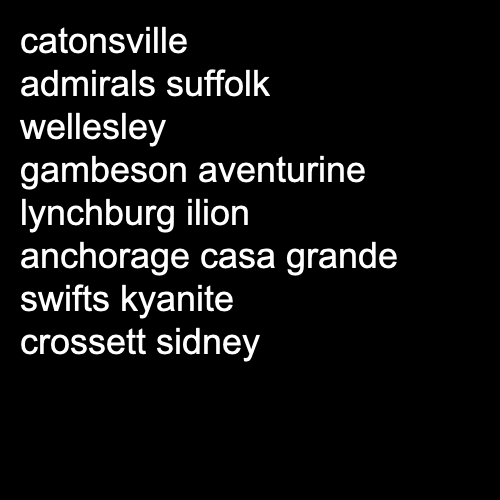 catonsville
admirals suffolk
wellesley
gambeson aventurine
lynchburg ilion
anchorage casa grande
swifts kyanite
crossett sidney